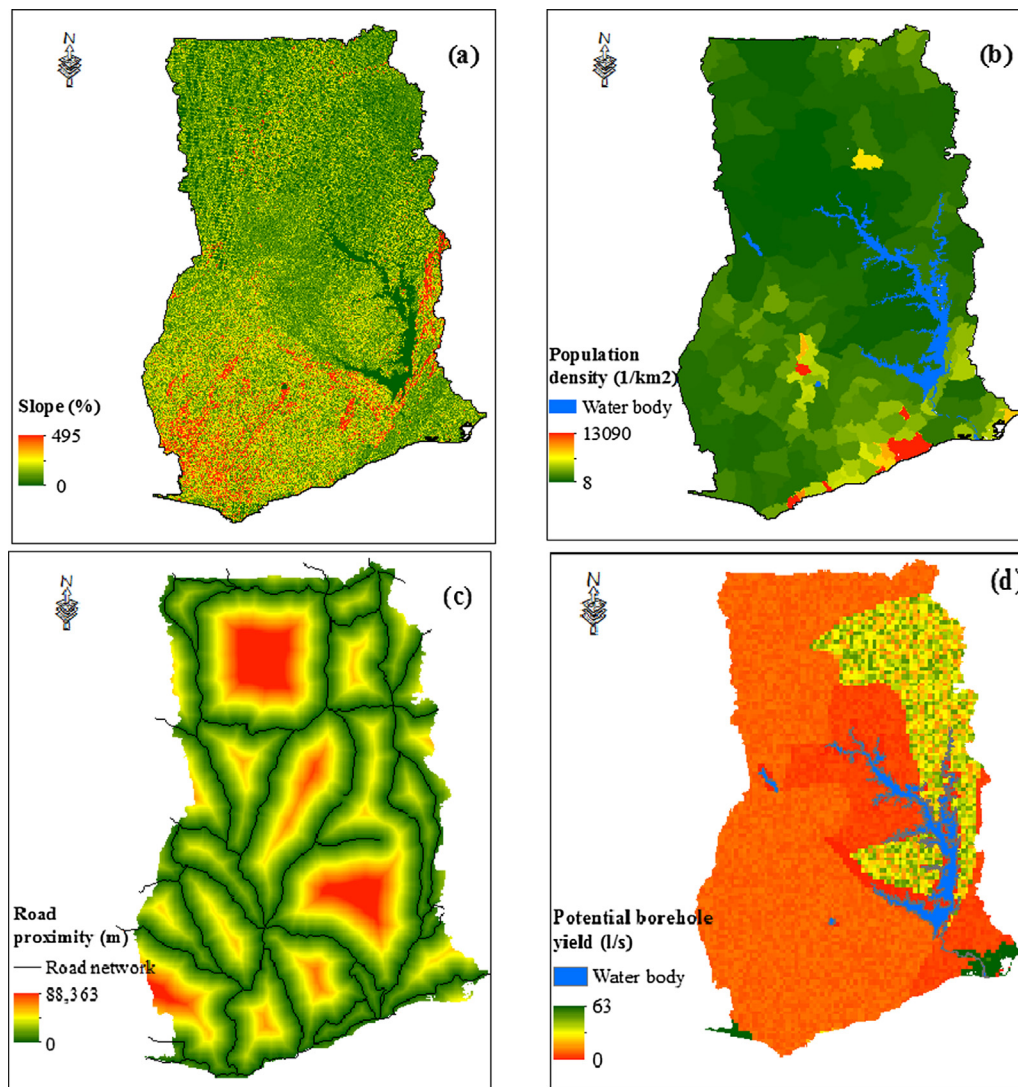 N
(a)
Slope (%)
495
0
N
(b)
Population
density (1/km2)
Water body
13090
8
N
(c)
Road
proximity (m)
Road network
88,363
0
N
(d)
Potential borehole
yield (l/s)
Water body
63
0